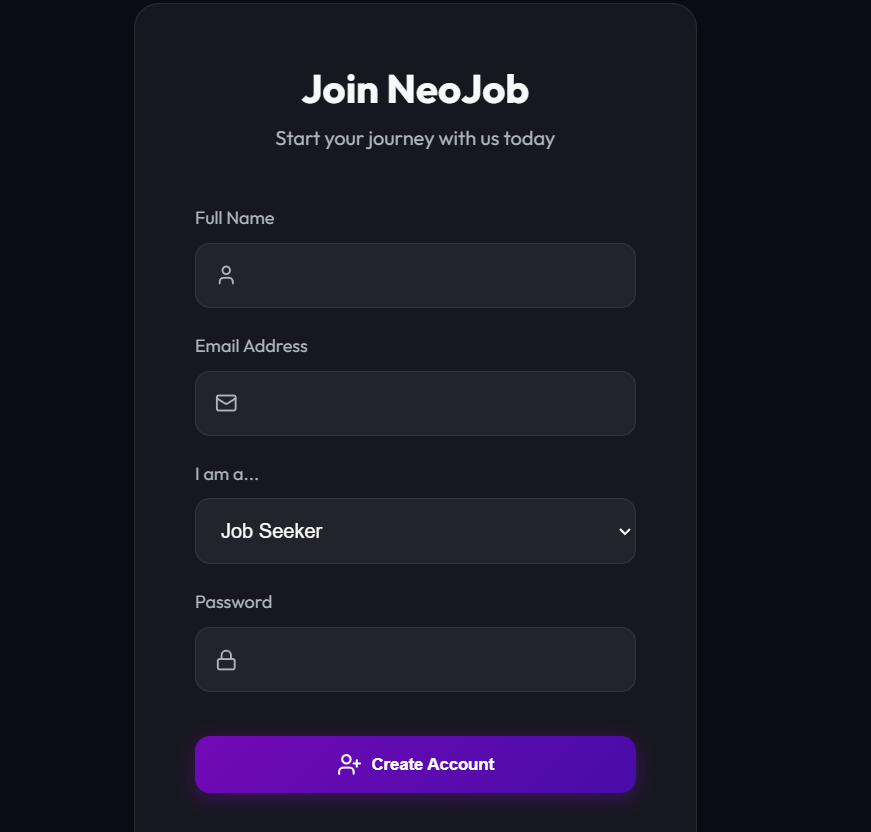 Join NeoJob
Start your journey with us today
Full Name
Email Address
I am a...
Job Seeker
Password
Create Account